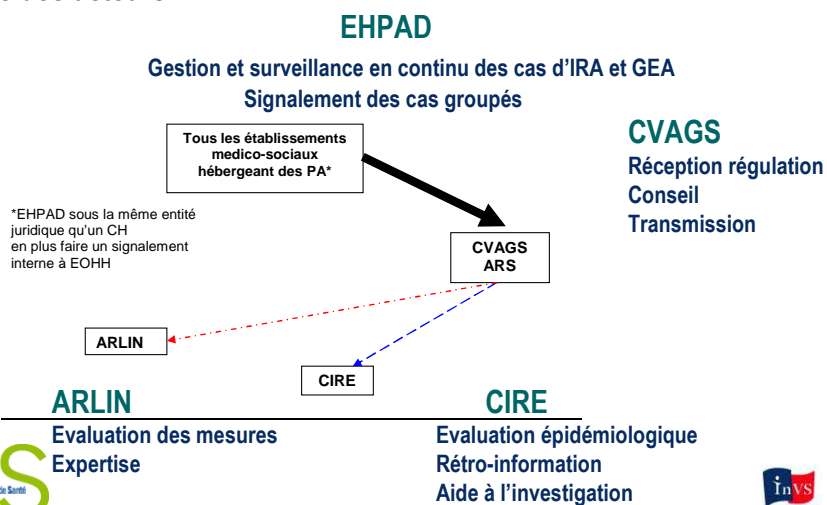 EHPAD
Gestion et surveillance en continu des cas d'IRA et GEA
Signalement des cas groupés
Tous les établissements
medico-sociaux
hébergeant des PA*
CVAGS
Réception régulation
Conseil
Transmission
*EHPAD sous la même entité
juridique qu'un CH
en plus faire un signalement
interne à EOHH
CVAGS
ARS
ARLIN
CIRE
ARLIN
Evaluation des mesures
Expertise
CIRE
Evaluation épidémiologique
Rétro-information
Aide à l'investigation
de Santé
InVS